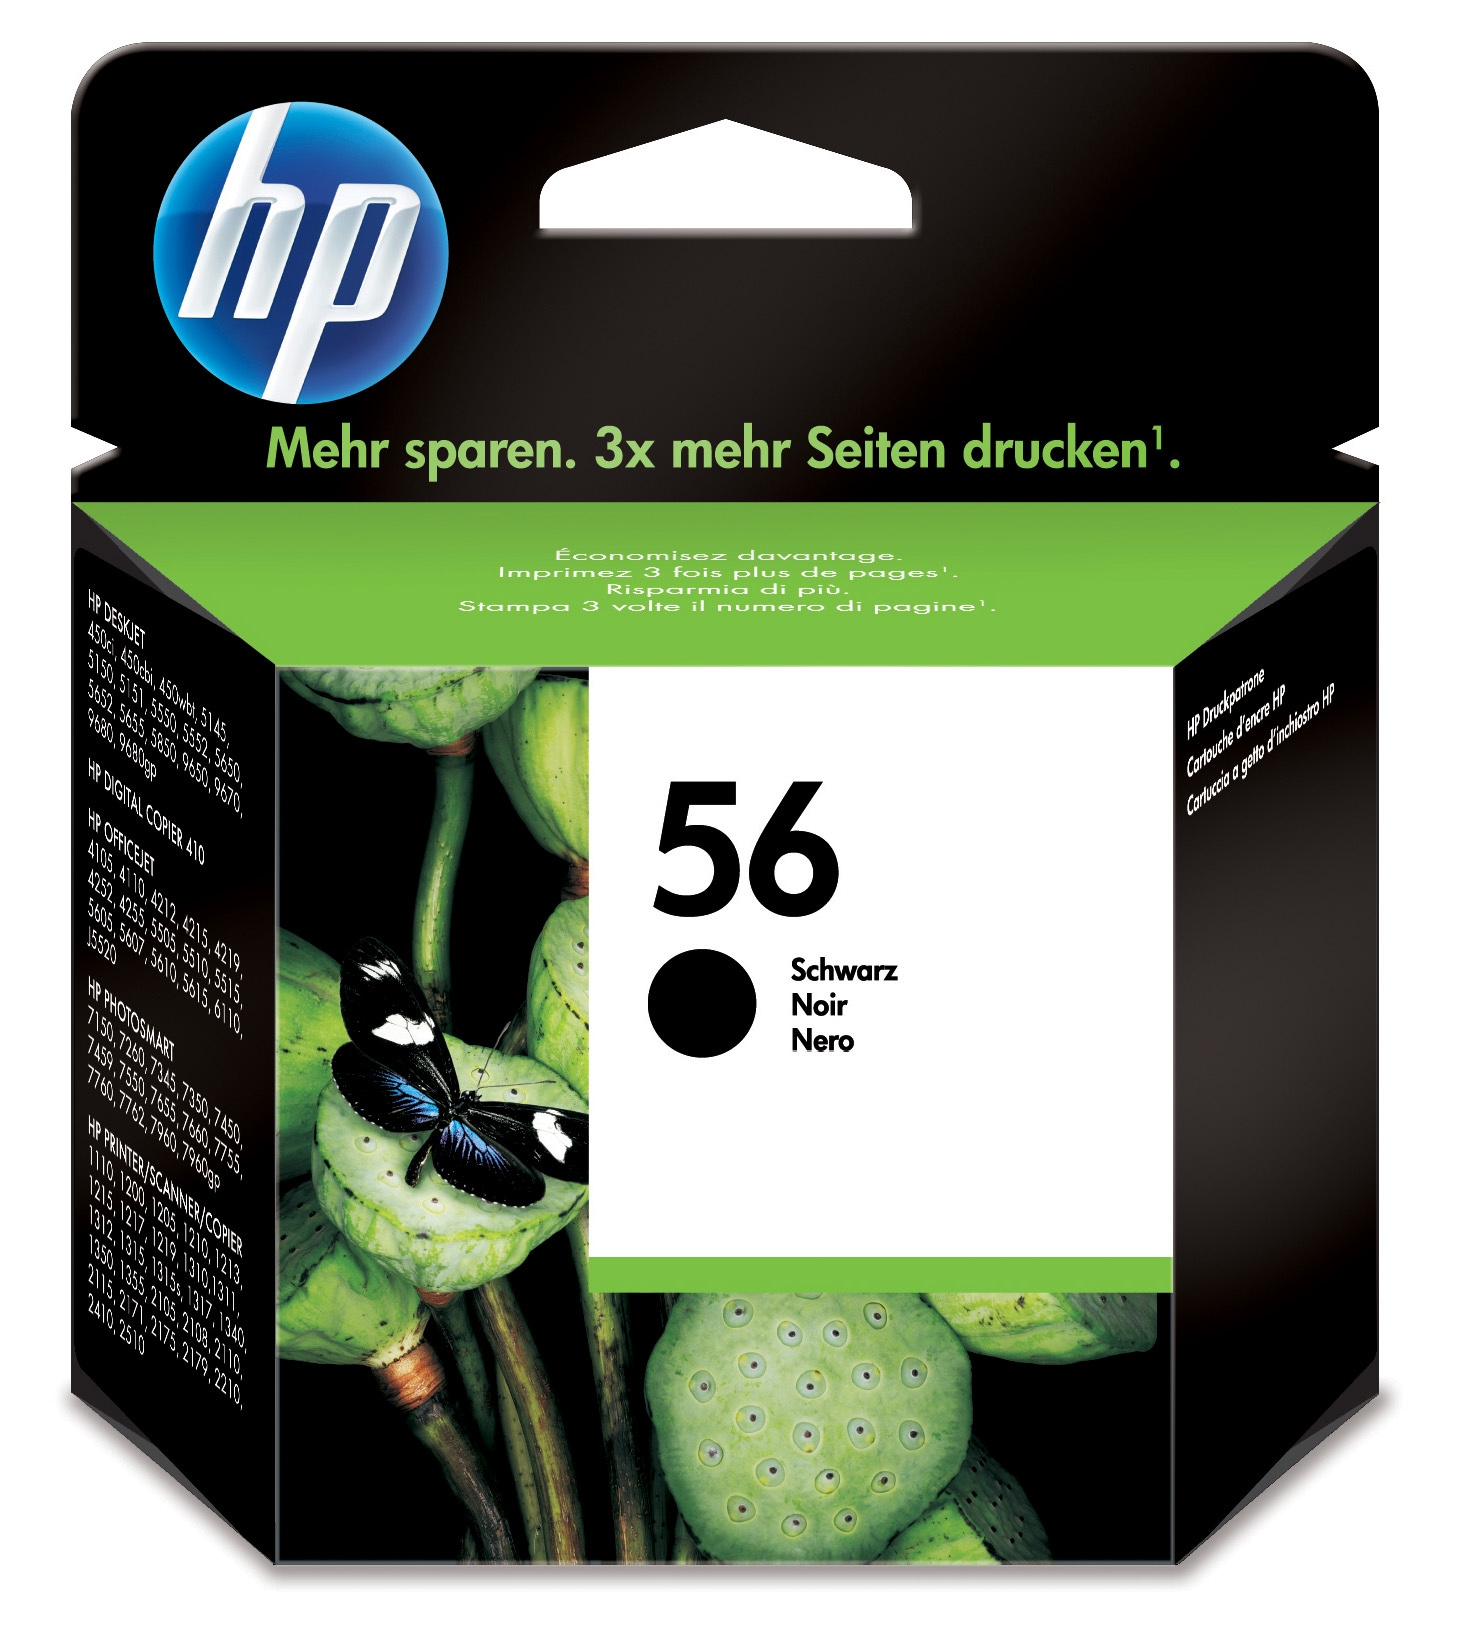 hp
Mehr sparen. 3x mehr Seiten drucken¹.
Économisez davantage.
Imprimez 3 fois plus de pages¹.
Risparmia di più.
Stampa 3 volte il numero di pagine¹.
HP DESKJET
450ci, 450cbi, 450wbi, 5145,
5150, 5151, 5550, 5552, 5650,
5652, 5655, 5850, 9650, 9670,
9680, 9680gp
HP DIGITAL COPIER 410
HP OFFICEJET
4105, 4110, 4212, 4215, 4219,
4252, 4255, 5505, 5510, 5515,
5605, 5607, 5610, 5615, 6110,
J5520
HP PHOTOSMART
7150, 7260, 7345, 7350, 7450,
7459, 7550, 7655, 7660, 7755,
7760, 7762, 7960, 7960gp
HP PRINTER/SCANNER/COPIER
1110, 1200, 1205, 1210, 1213,
1215, 1217, 1219, 1310, 1311,
1312, 1315, 1315s, 1317, 1340,
1350, 1355, 2105, 2108, 2110,
2115, 2171, 2175, 2179, 2210,
2410, 2510
56
Schwarz
Noir
Nero
HP Druckpatrone
Cartouche d'encre HP
Cartuccia a getto d'inchiostro HP